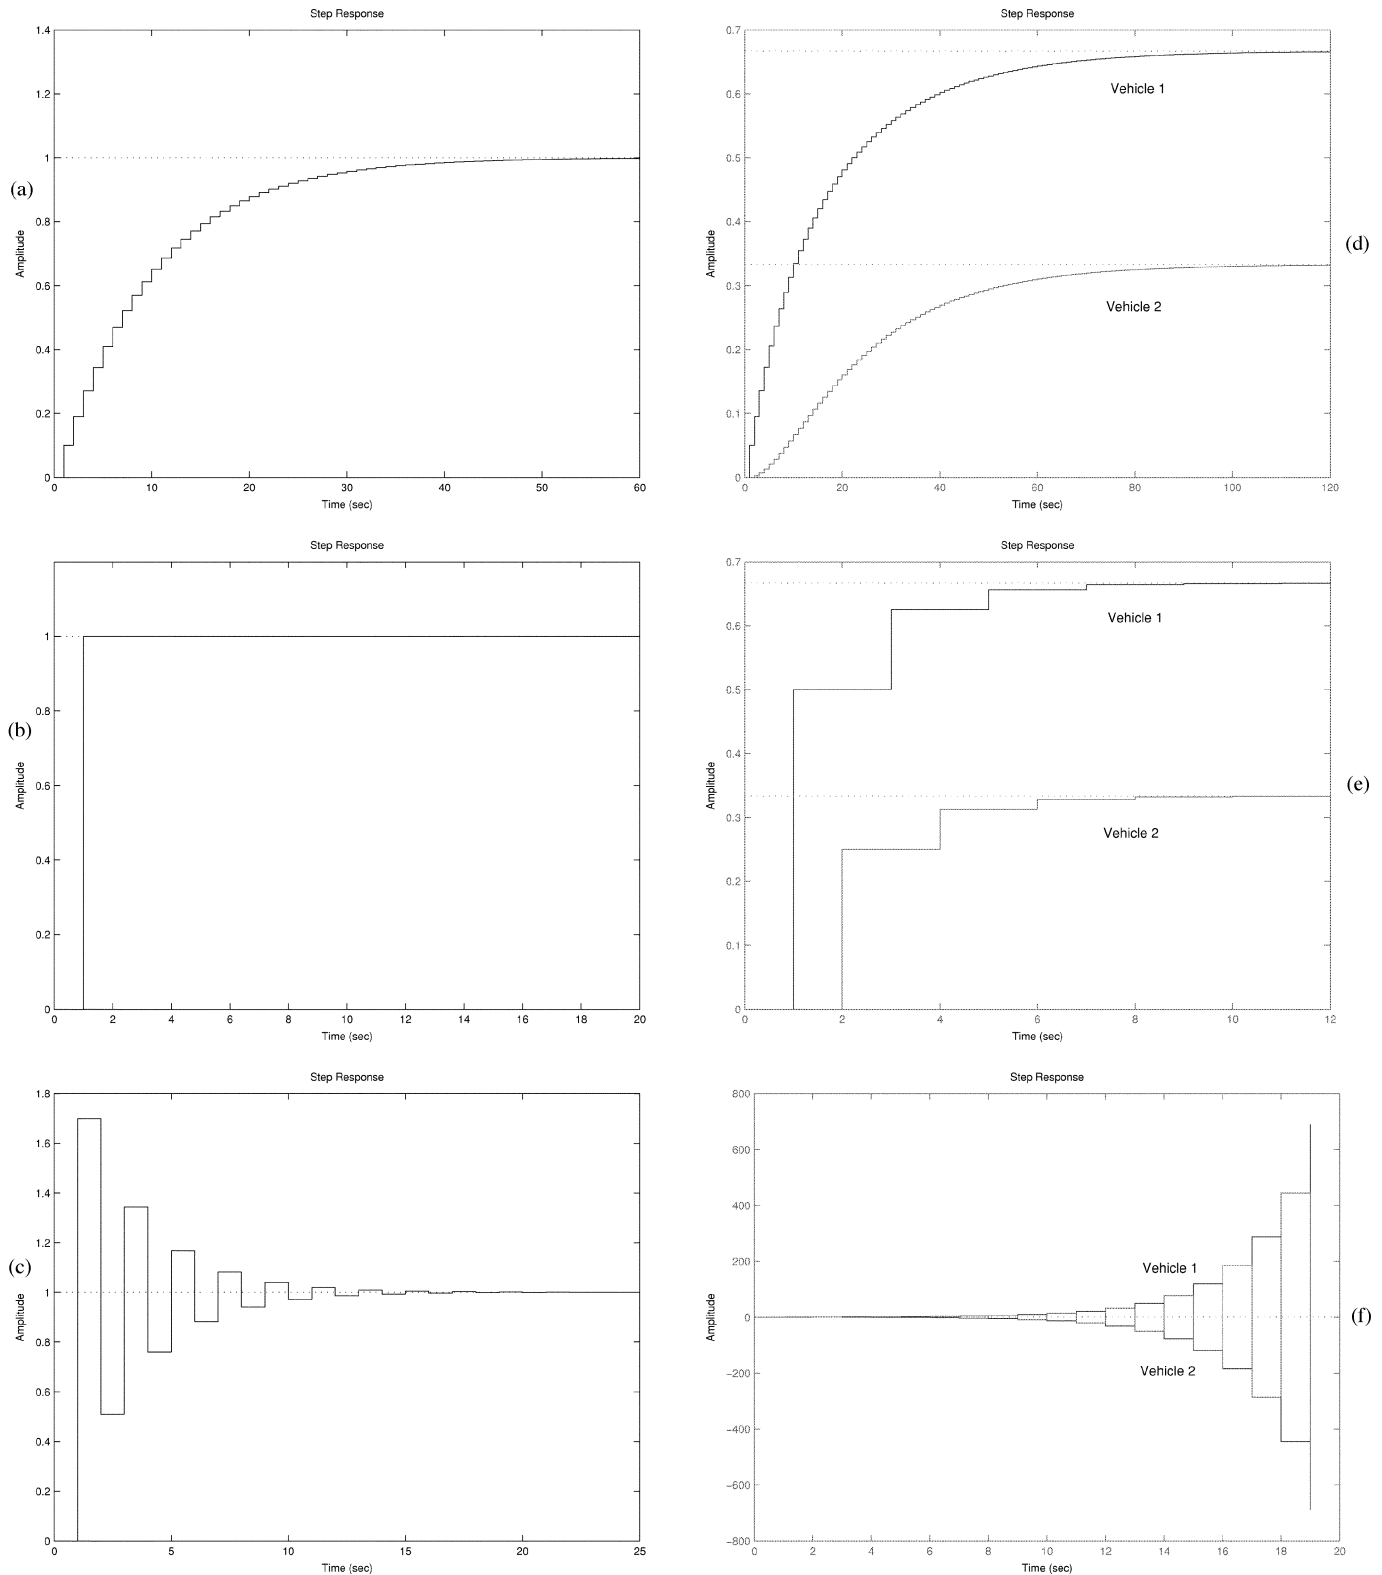 Step Response
1.4
1.2
1
0.8
0.6
0.4
0.2
0
0 10 20 30 40 50 60
Amplitude
Time (sec)
(a)
Step Response
0.7
0.6
0.5
0.4
0.3
0.2
0.1
0
0 20 40 60 80 100 120
Amplitude
Time (sec)
Vehicle 1
Vehicle 2
(d)
Step Response
1
0.8
0.6
0.4
0.2
0
0 2 4 6 8 10 12 14 16 18 20
Amplitude
Time (sec)
(b)
Step Response
0.7
0.6
0.5
0.4
0.3
0.2
0.1
0
0 2 4 6 8 10 12
Amplitude
Time (sec)
Vehicle 1
Vehicle 2
(e)
Step Response
1.8
1.6
1.4
1.2
1
0.8
0.6
0.4
0.2
0
0 5 10 15 20 25
Amplitude
Time (sec)
(c)
Step Response
800
600
400
200
0
−200
−400
−600
−800
0 2 4 6 8 10 12 14 16 18 20
Amplitude
Time (sec)
Vehicle 1
Vehicle 2
(f)